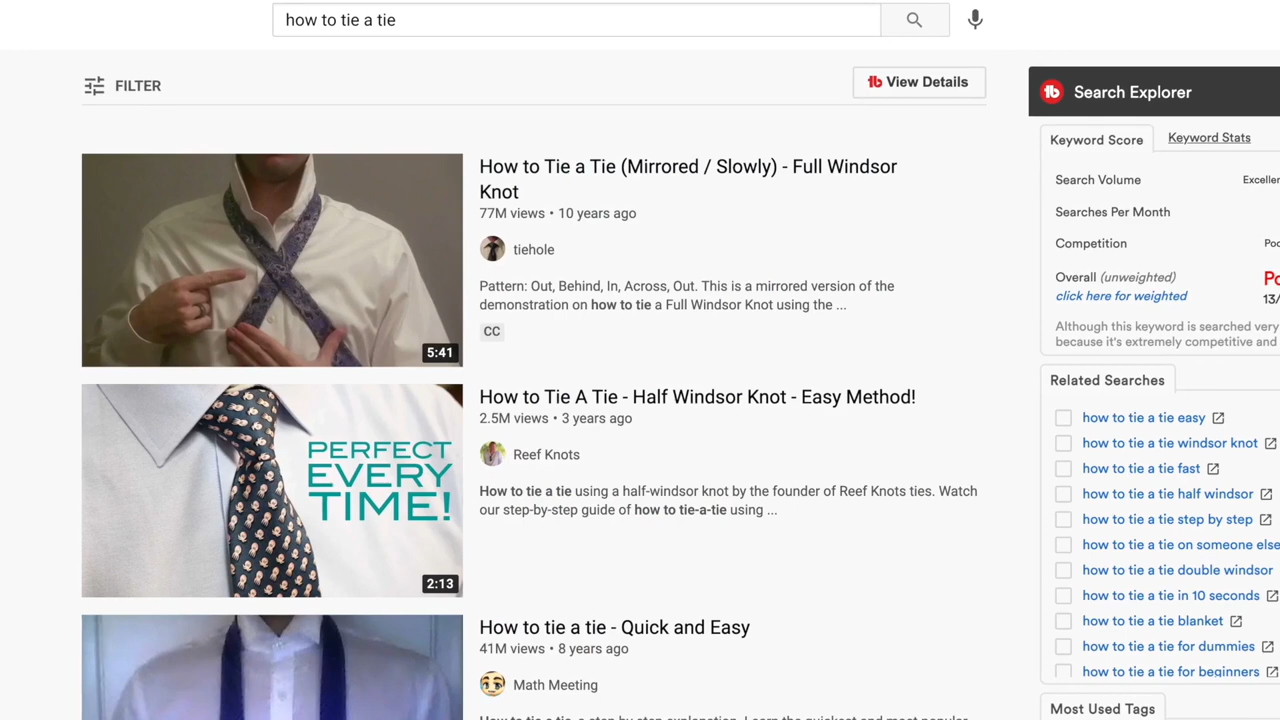 how to tie a tie
FILTER
View Details
How to Tie a Tie (Mirrored / Slowly) - Full Windsor
Knot
77M views • 10 years ago
tiehole
Pattern: Out, Behind, In, Across, Out. This is a mirrored version of the
demonstration on how to tie a Full Windsor Knot using the ...
CC
5:41
PERFECT
EVERY
TIME!
2:13
How to Tie A Tie - Half Windsor Knot - Easy Method!
2.5M views • 3 years ago
Reef Knots
How to tie a tie using a half-windsor knot by the founder of Reef Knots ties. Watch
our step-by-step guide of how to tie-a-tie using ...
How to tie a tie - Quick and Easy
41M views • 8 years ago
Math Meeting
tb Search Explorer
Keyword Score
Keyword Stats
Search Volume
Searches Per Month
Competition
Overall (unweighted)
click here for weighted
13/
Although this keyword is searched very
because it's extremely competitive and
Related Searches
how to tie a tie easy
how to tie a tie windsor knot
how to tie a tie fast
how to tie a tie half windsor
how to tie a tie step by step
how to tie a tie on someone else
how to tie a tie double windsor
how to tie a tie in 10 seconds
how to tie a tie blanket
how to tie a tie for dummies
how to tie a tie for beginners
Most Used Tags